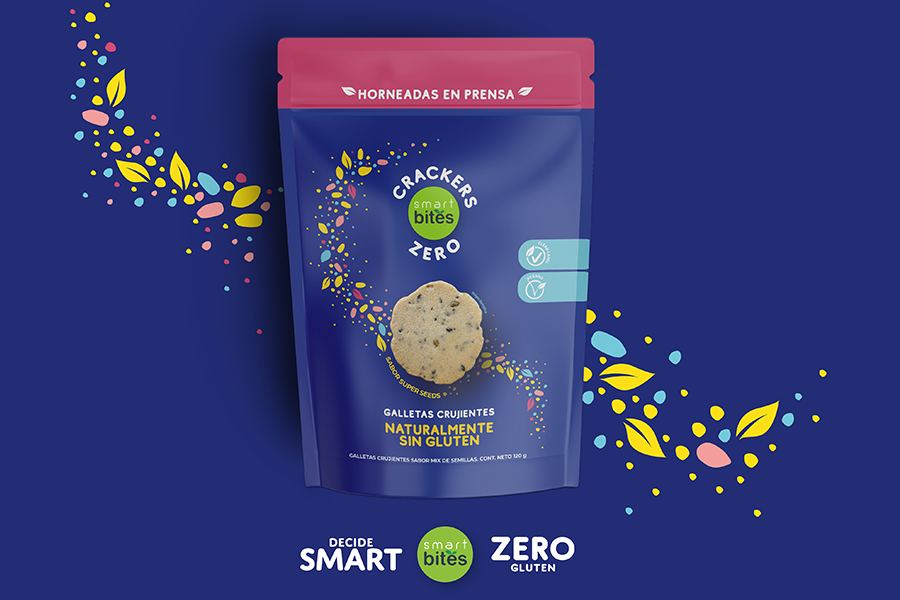 HORNEADAS EN PRENSA
CRACKERS
smart
bites
ZERO
SABOR SUPER SEEDS
GALLETAS CRUJIENTES
NATURALMENTE
SIN GLUTEN
GALLETAS CRUJIENTES SABOR MIX DE SEMILLAS. CONT. NETO 120 g
DECIDE
SMART
smart
bites
ZERO
GLUTEN